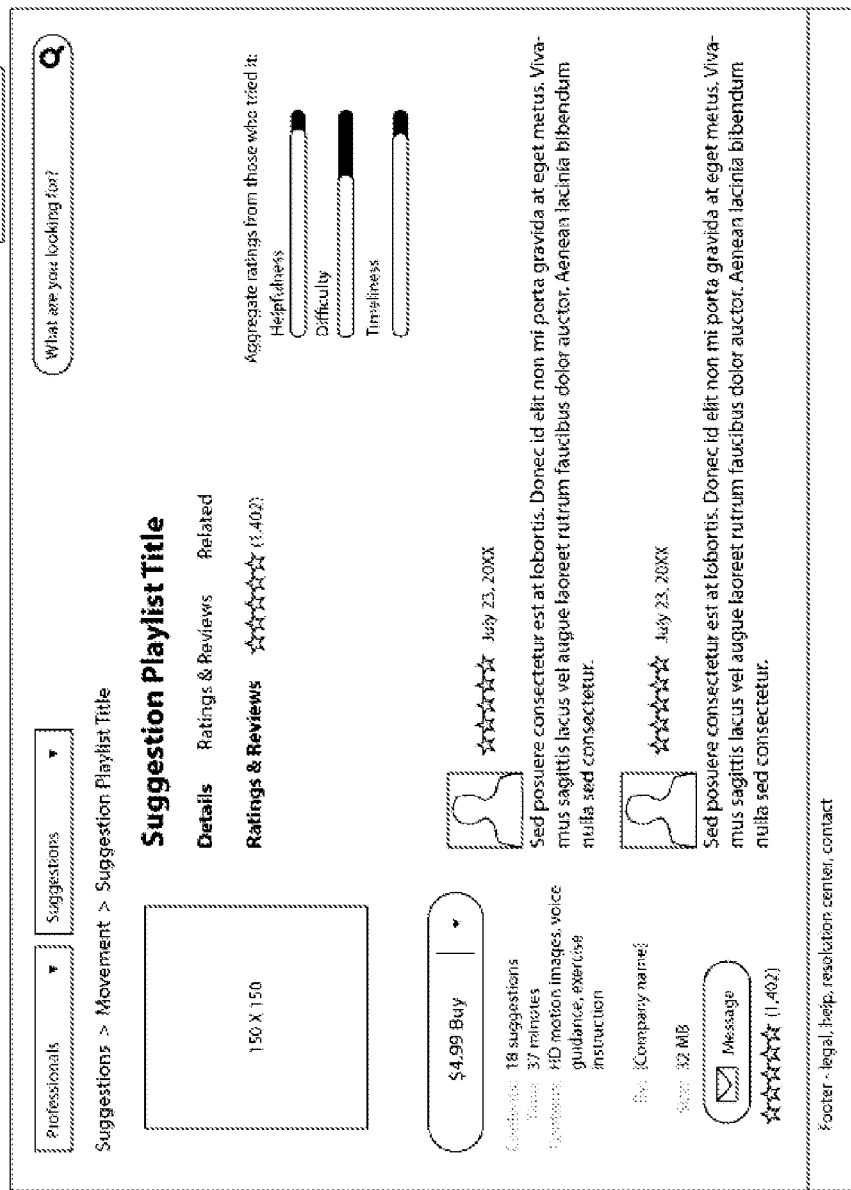 Professionals ▼
Suggestions ▼
What are you looking for?
Suggestions > Movement > Suggestion Playlist Title
150 X 150
$4.99 Buy ▼
18 suggestions
37 minutes
HD motion images, voice
guidance, exercise
instruction
[Company name]
32 MB
Message
☆☆☆☆☆ (1,402)
Suggestion Playlist Title
Details Ratings & Reviews Related
Ratings & Reviews ☆☆☆☆☆ (1,402)
Aggregate ratings from those who tried it:
Helpfulness
Difficulty
Timeliness
☆☆☆☆☆ July 23, 20XX
Sed posuere consectetur est at lobortis. Donec id elit non mi porta gravida at eget metus. Viva-
mus sagittis lacus vel augue laoreet rutrum faucibus dolor auctor. Aenean lacinia bibendum
nulla sed consectetur.
☆☆☆☆☆ July 23, 20XX
Sed posuere consectetur est at lobortis. Donec id elit non mi porta gravida at eget metus. Viva-
mus sagittis lacus vel augue laoreet rutrum faucibus dolor auctor. Aenean lacinia bibendum
nulla sed consectetur.
Footer - legal, help, resolution center, contact